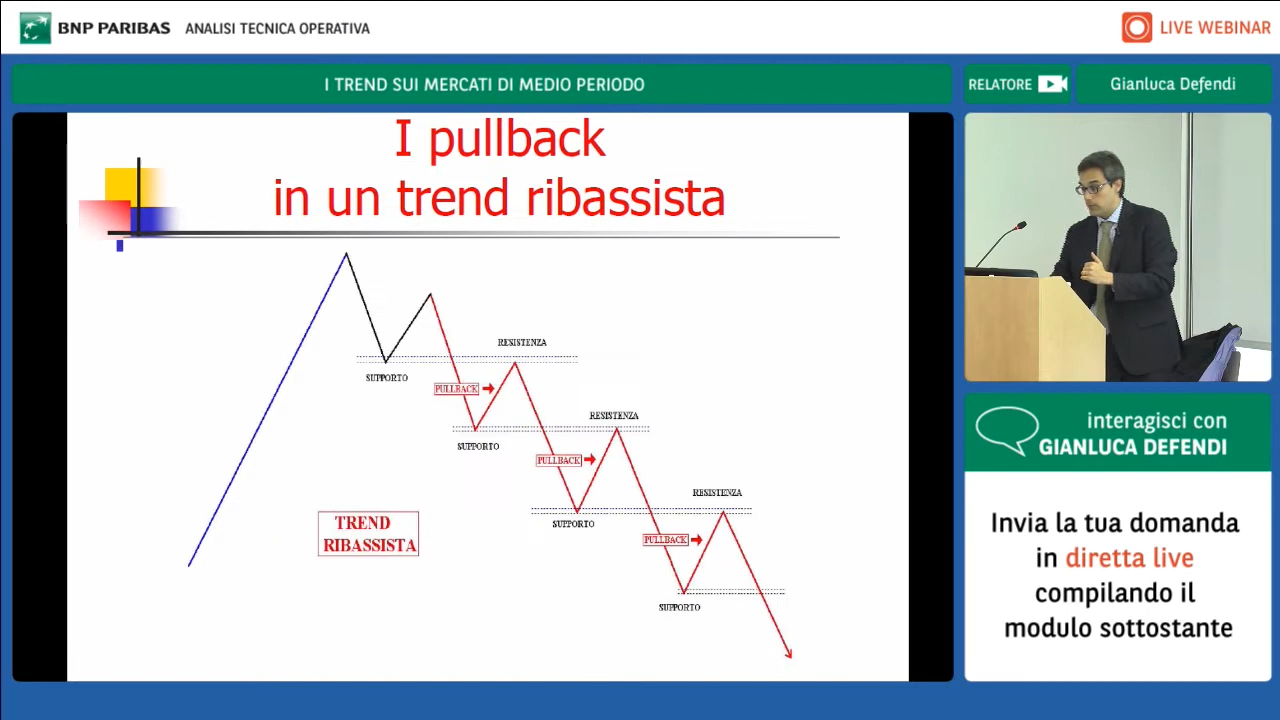 BNP PARIBAS
ANALISI TECNICA OPERATIVA
LIVE WEBINAR
I TREND SUI MERCATI DI MEDIO PERIODO
RELATORE
Gianluca Defendi
I pullback
in un trend ribassista
RESISTENZA
SUPPORTO
PULLBACK
RESISTENZA
SUPPORTO
PULLBACK
RESISTENZA
SUPPORTO
PULLBACK
SUPPORTO
TREND
RIBASSISTA
interagisci con
GIANLUCA DEFENDI
Invia la tua domanda
in diretta live
compilando il
modulo sottostante